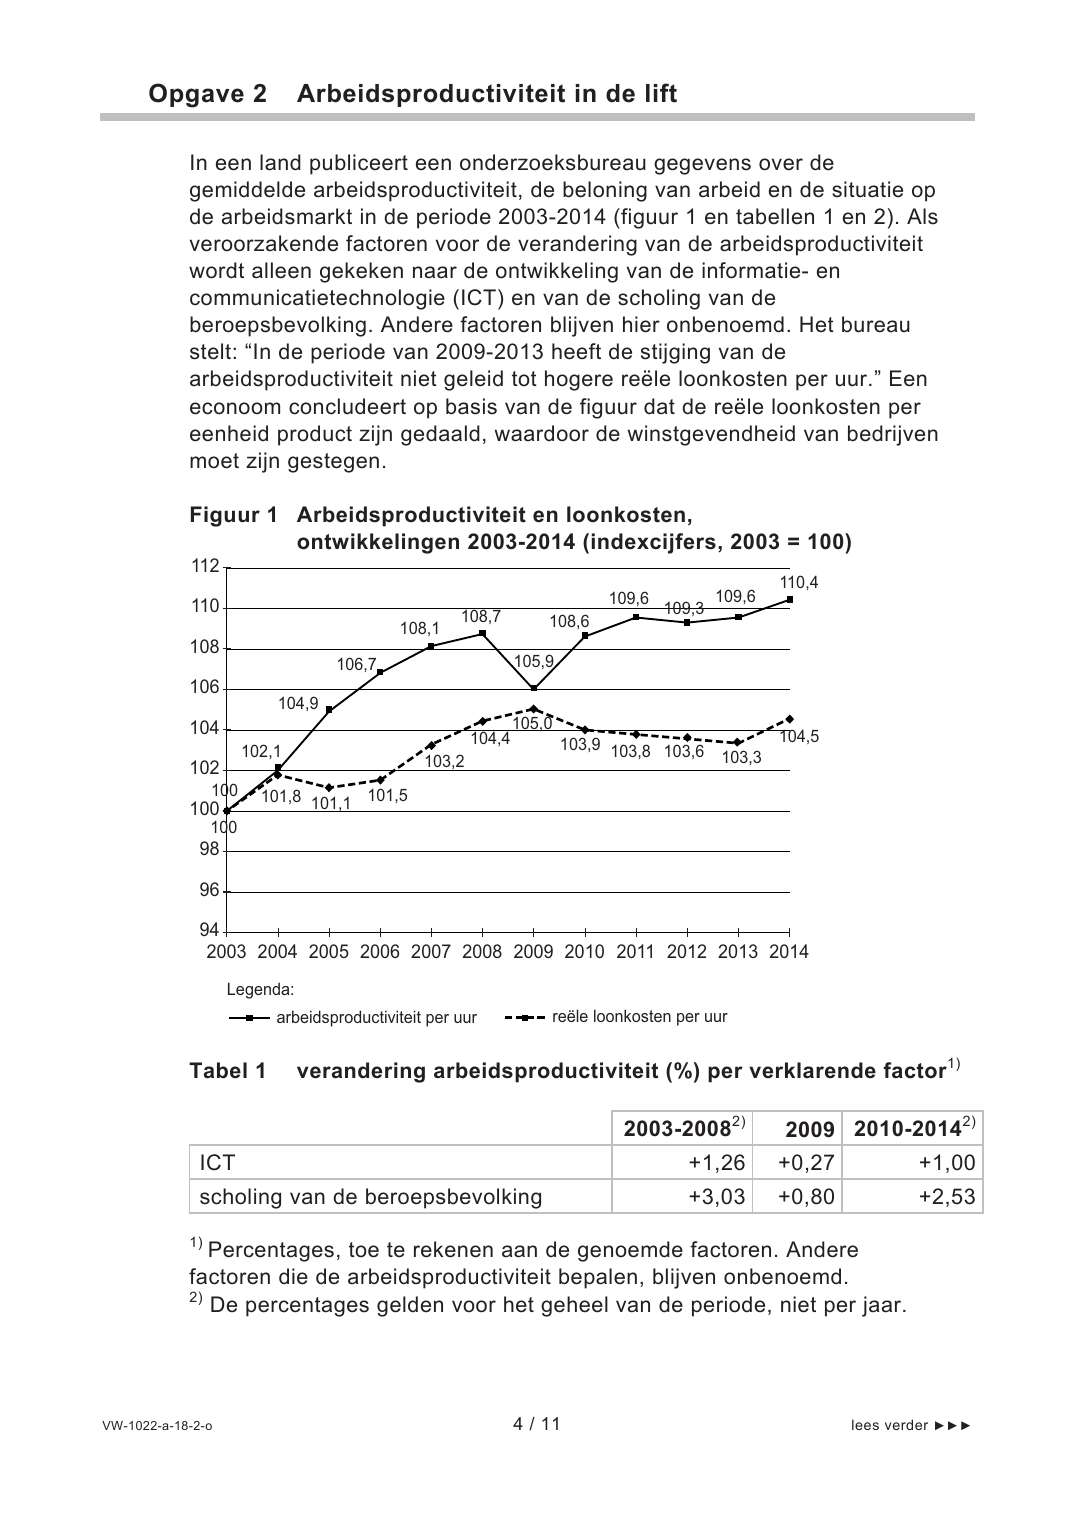 Opgave 2 Arbeidsproductiviteit in de lift
In een land publiceert een onderzoeksbureau gegevens over de
gemiddelde arbeidsproductiviteit, de beloning van arbeid en de situatie op
de arbeidsmarkt in de periode 2003-2014 (figuur 1 en tabellen 1 en 2). Als
veroorzakende factoren voor de verandering van de arbeidsproductiviteit
wordt alleen gekeken naar de ontwikkeling van de informatie- en
communicatietechnologie (ICT) en van de scholing van de
beroepsbevolking. Andere factoren blijven hier onbenoemd. Het bureau
stelt: “In de periode van 2009-2013 heeft de stijging van de
arbeidsproductiviteit niet geleid tot hogere reële loonkosten per uur.” Een
econoom concludeert op basis van de figuur dat de reële loonkosten per
eenheid product zijn gedaald, waardoor de winstgevendheid van bedrijven
moet zijn gestegen.
Figuur 1 Arbeidsproductiviteit en loonkosten,
ontwikkelingen 2003-2014 (indexcijfers, 2003 = 100)
112
110
108
106
104
102
100
98
96
94
100 102,1 104,9 106,7 108,1 108,7 105,9 108,6 109,6 109,3 109,6 110,4
100 101,8 101,1 101,5 103,2 104,4 105,0 103,9 103,8 103,6 103,3 104,5
2003 2004 2005 2006 2007 2008 2009 2010 2011 2012 2013 2014
Legenda:
arbeidsproductiviteit per uur reële loonkosten per uur
Tabel 1 verandering arbeidsproductiviteit (%) per verklarende factor1)
2003-20082) 2009 2010-20142)
ICT +1,26 +0,27 +1,00
scholing van de beroepsbevolking +3,03 +0,80 +2,53
1) Percentages, toe te rekenen aan de genoemde factoren. Andere
factoren die de arbeidsproductiviteit bepalen, blijven onbenoemd.
2) De percentages gelden voor het geheel van de periode, niet per jaar.
VW-1022-a-18-2-o 4 / 11 lees verder ►►►